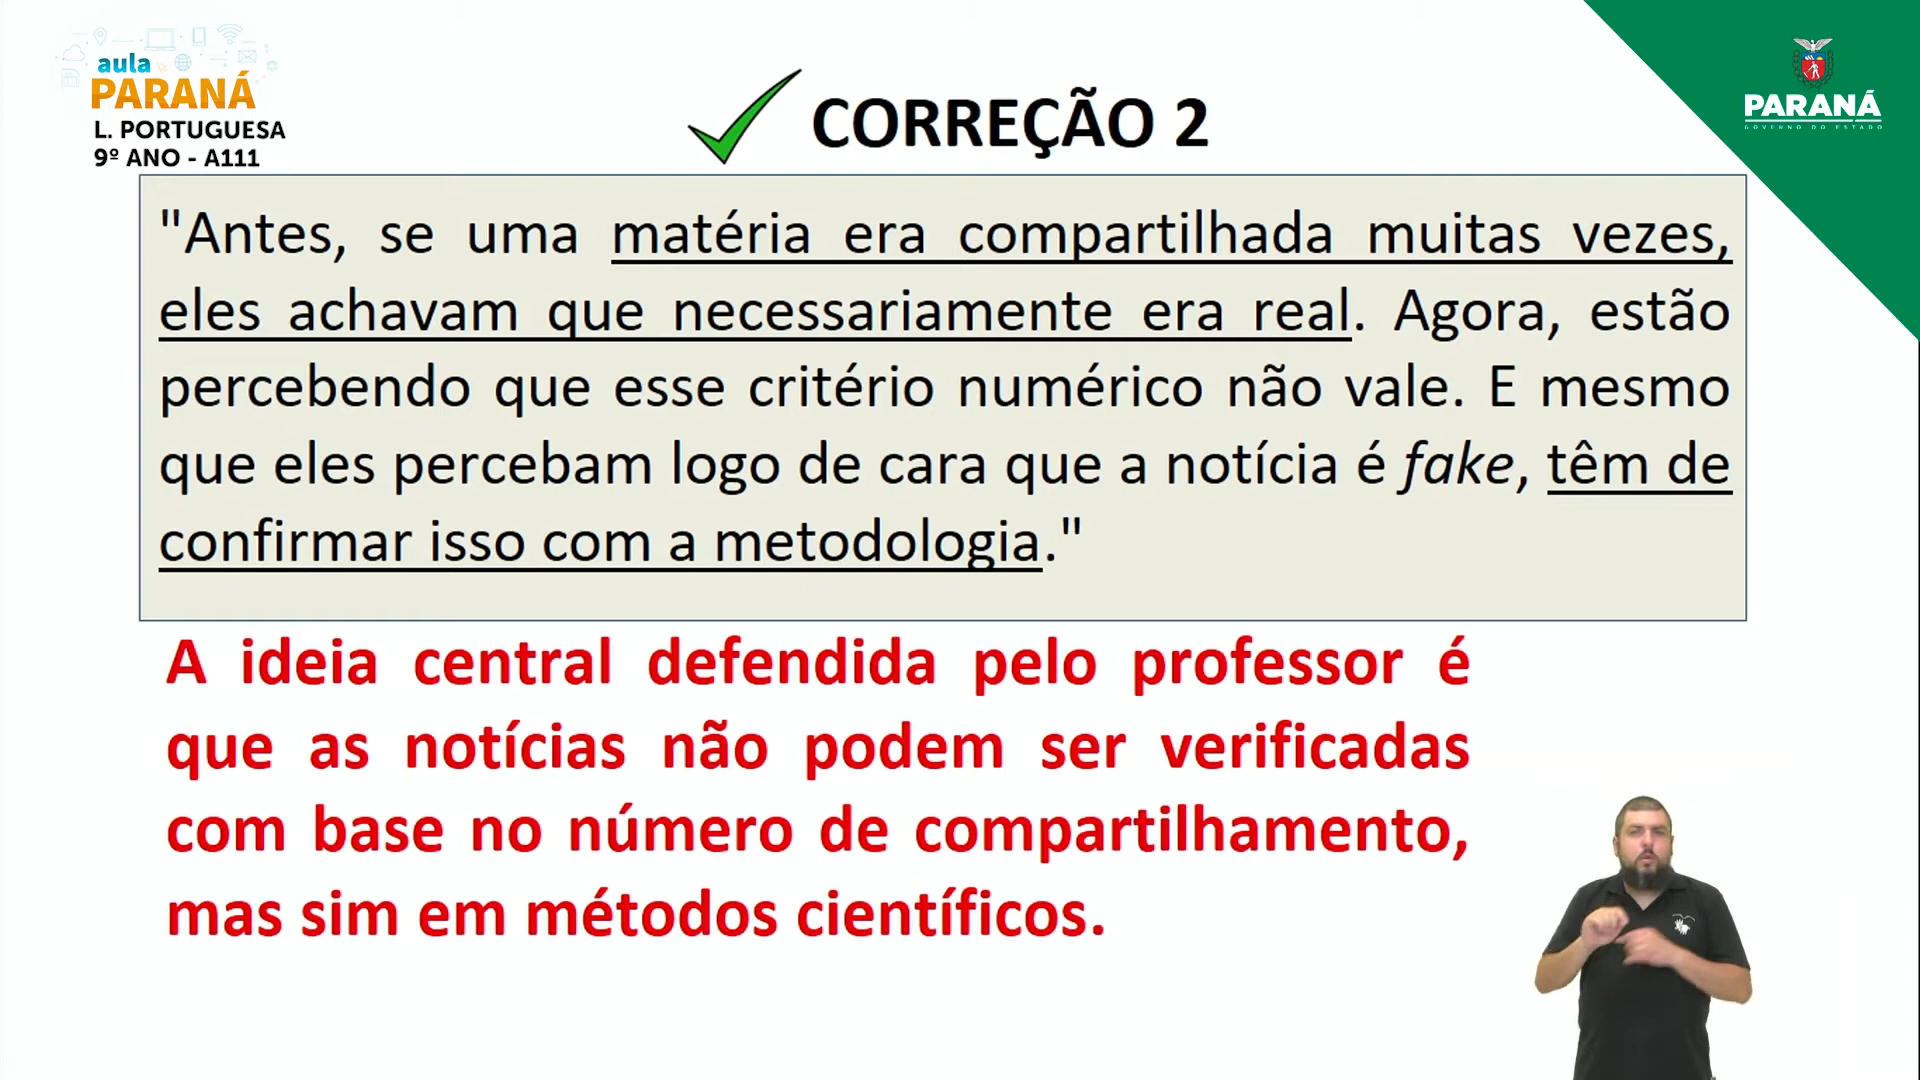 aula
PARANÁ
L. PORTUGUESA
9º ANO - A111
CORREÇÃO 2
PARANÁ
GOVERNO DO ESTADO
"Antes, se uma matéria era compartilhada muitas vezes,
eles achavam que necessariamente era real. Agora, estão
percebendo que esse critério numérico não vale. E mesmo
que eles percebam logo de cara que a notícia é fake, têm de
confirmar isso com a metodologia."
A ideia central defendida pelo professor é
que as notícias não podem ser verificadas
com base no número de compartilhamento,
mas sim em métodos científicos.